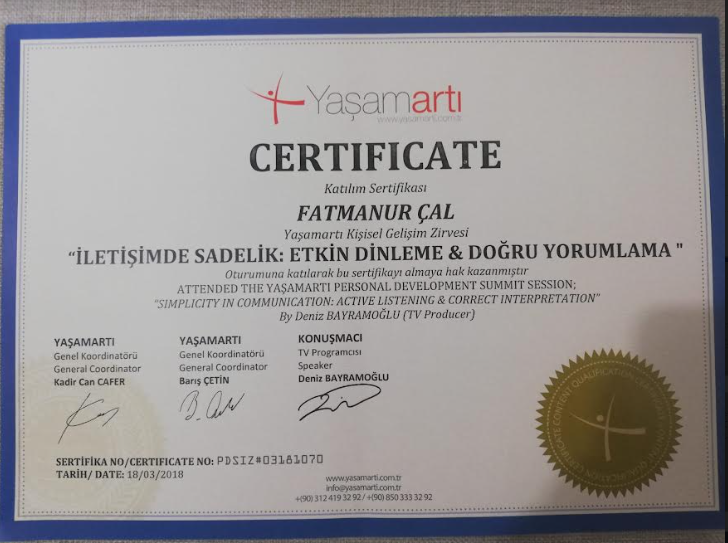 Yaşamartı
www.yasamarti.com.tr
CERTIFICATE
Katılım Sertifikası
FATMANUR ÇAL
Yaşamartı Kişisel Gelişim Zirvesi
"İLETİŞİMDE SADELİK: ETKİN DİNLEME & DOĞRU YORUMLAMA "
Oturumuna katılarak bu sertifikayı almaya hak kazanmıştır
ATTENDED THE YAŞAMARTI PERSONAL DEVELOPMENT SUMMIT SESSION;
"SIMPLICITY IN COMMUNICATION: ACTIVE LISTENING & CORRECT INTERPRETATION"
By Deniz BAYRAMOĞLU (TV Producer)
YAŞAMARTI
Genel Koordinatörü
General Coordinator
Kadir Can CAFER
YAŞAMARTI
Genel Koordinatörü
General Coordinator
Barış ÇETİN
KONUŞMACI
TV Programcısı
Speaker
Deniz BAYRAMOĞLU
SERTİFİKA NO/CERTIFICATE NO: PDSIZ#03181070
TARİH/ DATE: 18/03/2018
www.yasamarti.com.tr
info@yasamarti.com.tr
+(90) 312 419 32 92 / +(90) 850 333 32 92